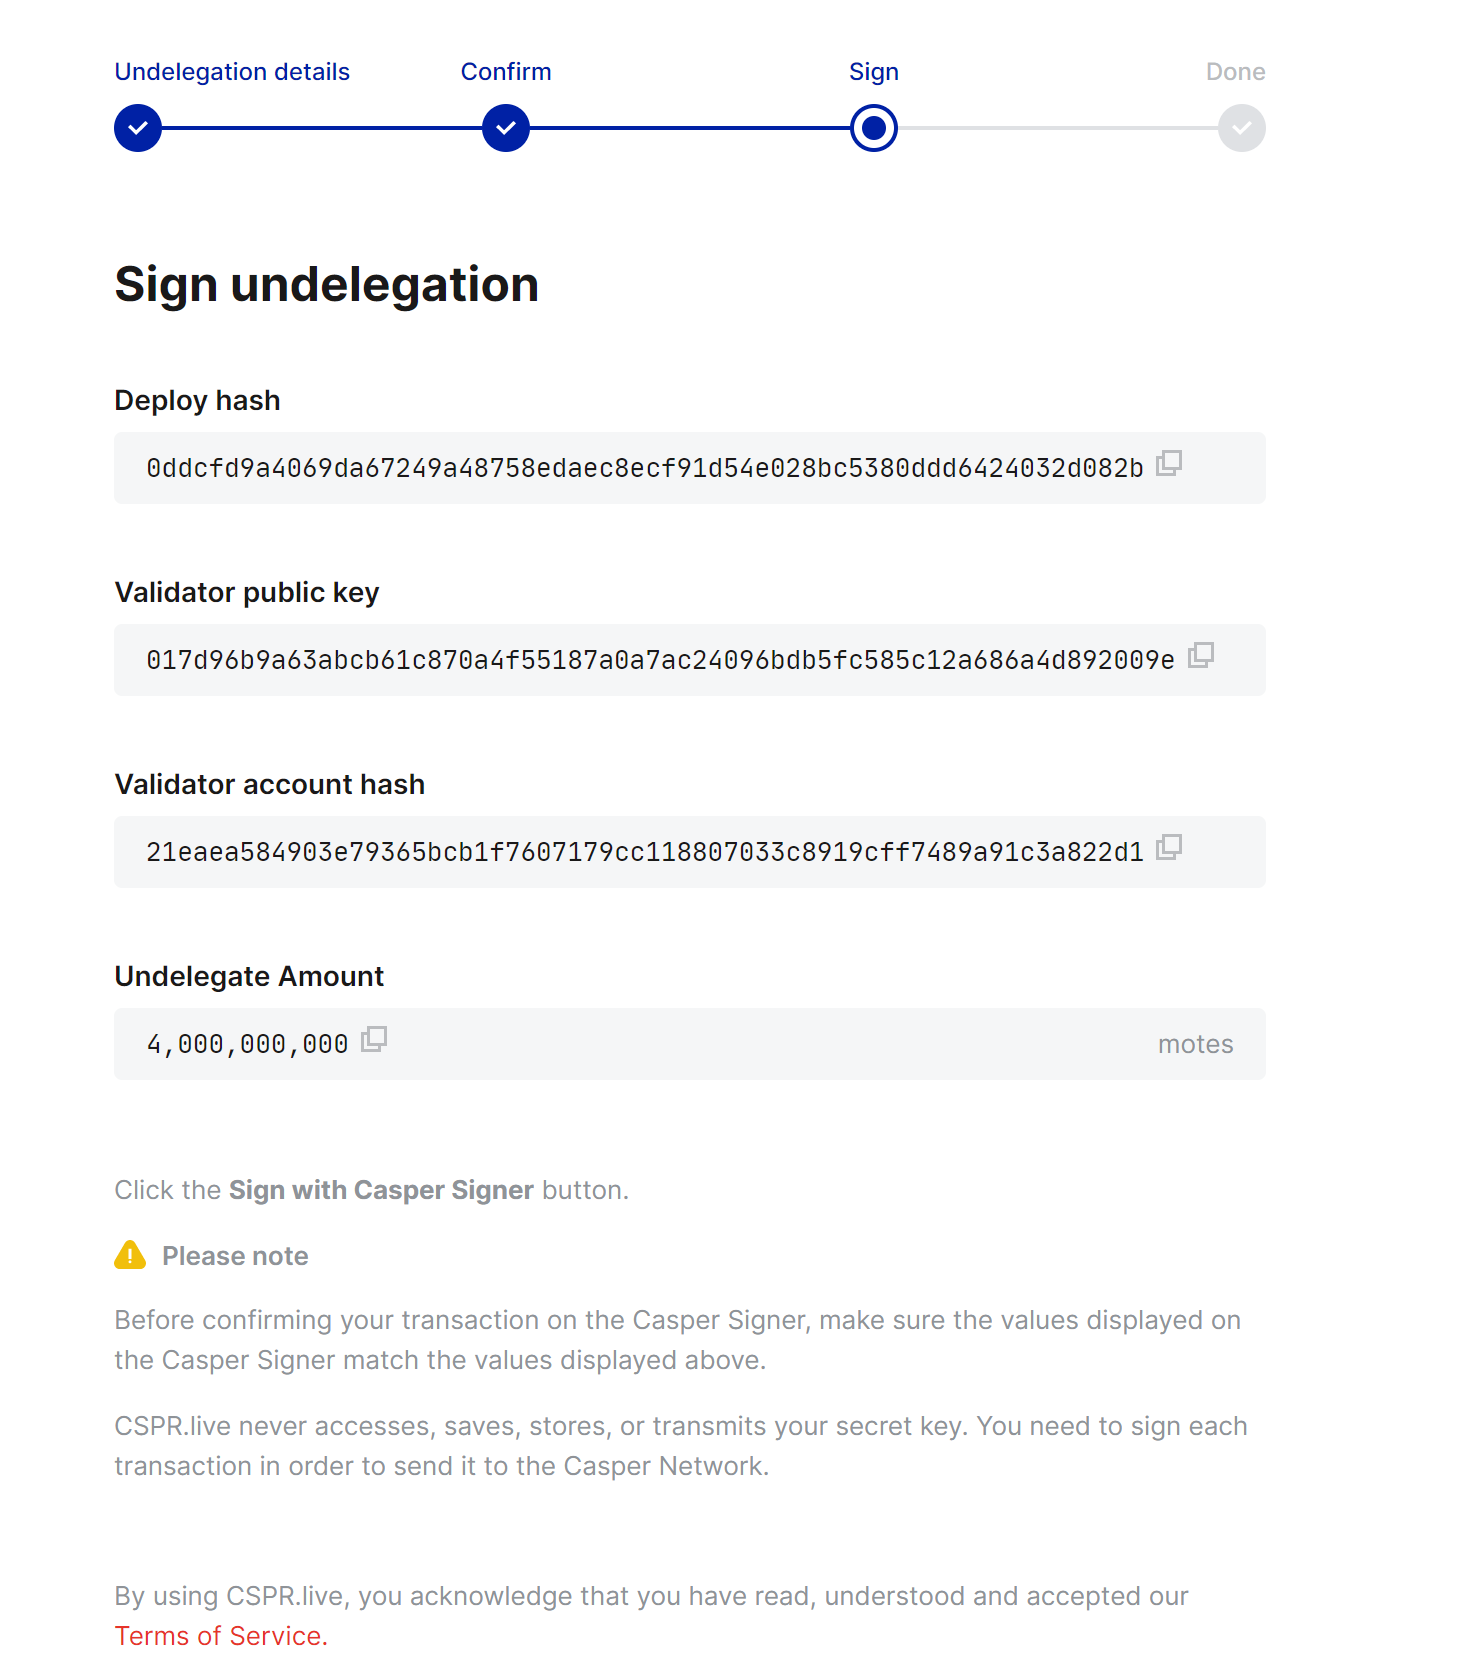 Undelegation details Confirm Sign Done
Sign undelegation
Deploy hash
0ddcfd9a4069da67249a48758edaec8ecf91d54e028bc5380ddd6424032d082b
Validator public key
017d96b9a63abcb61c870a4f55187a0a7ac24096bdb5fc585c12a686a4d892009e
Validator account hash
21eaea584903e79365bcb1f7607179cc118807033c8919cff7489a91c3a822d1
Undelegate Amount
4,000,000,000 motes
Click the Sign with Casper Signer button.
Please note
Before confirming your transaction on the Casper Signer, make sure the values displayed on
the Casper Signer match the values displayed above.
CSPR.live never accesses, saves, stores, or transmits your secret key. You need to sign each
transaction in order to send it to the Casper Network.
By using CSPR.live, you acknowledge that you have read, understood and accepted our
Terms of Service.